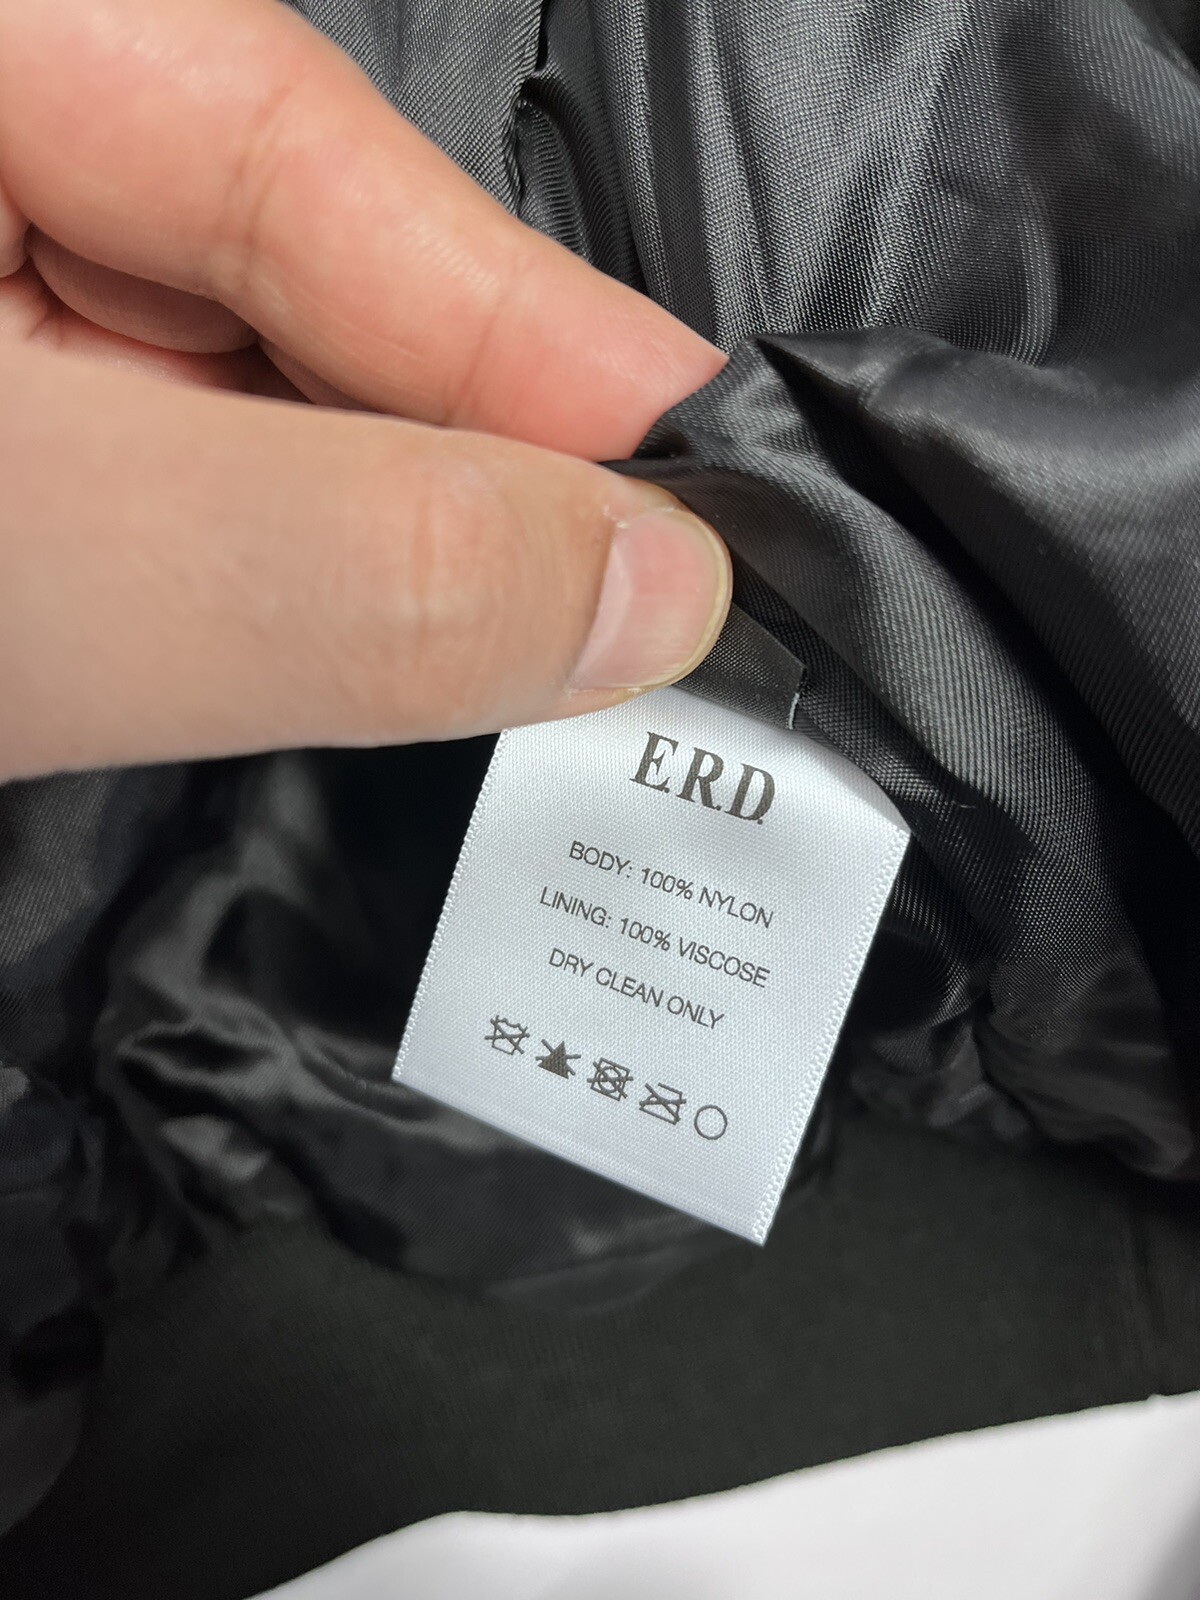 E.R.D.
BODY: 100% NYLON
LINING: 100% VISCOSE
DRY CLEAN ONLY